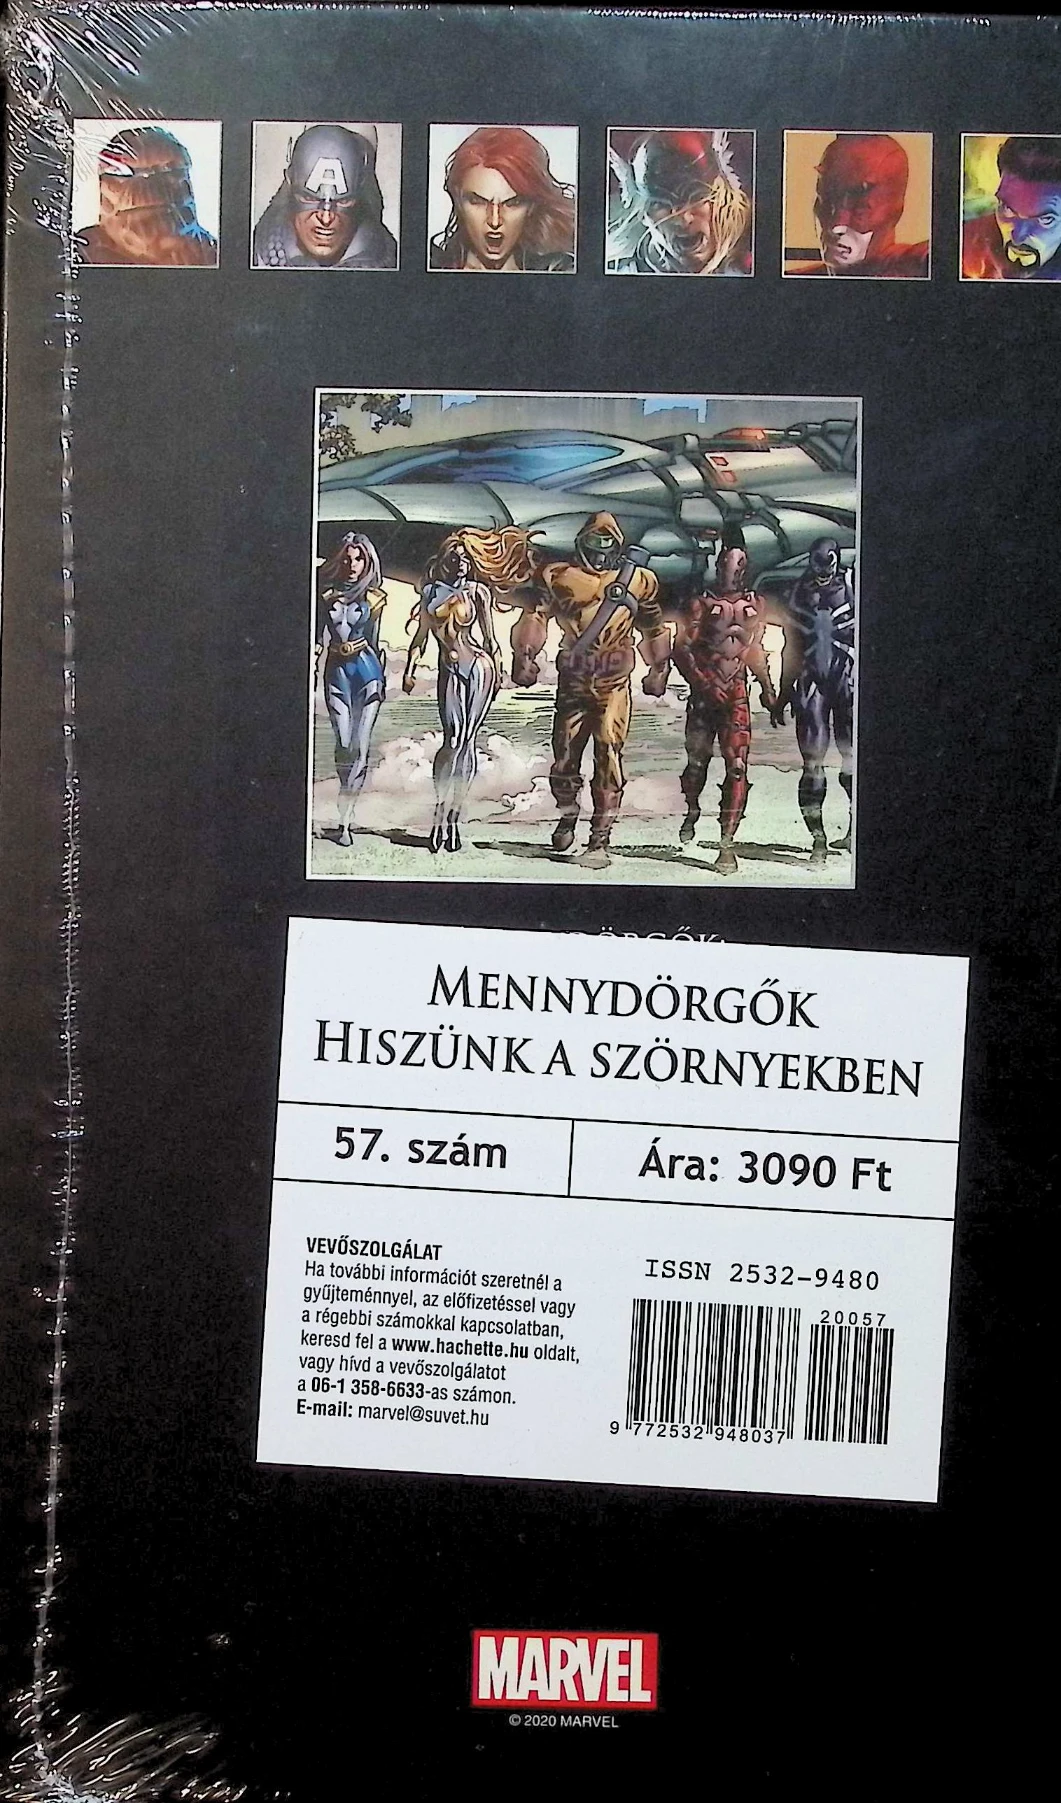 A
MENNYDÖRGŐK
HISZÜNK A SZÖRNYEKBEN
57. szám
Ára: 3090 Ft
VEVŐSZOLGÁLAT
Ha további információt szeretnél a
gyűjteménnyel, az előfizetéssel vagy
a régebbi számokkal kapcsolatban,
keresd fel a www.hachette.hu oldalt,
vagy hívd a vevőszolgálatot
a 06-1 358-6633-as számon.
E-mail: marvel@suvet.hu
ISSN 2532-9480
20057
9 772532 948037
MARVEL
© 2020 MARVEL